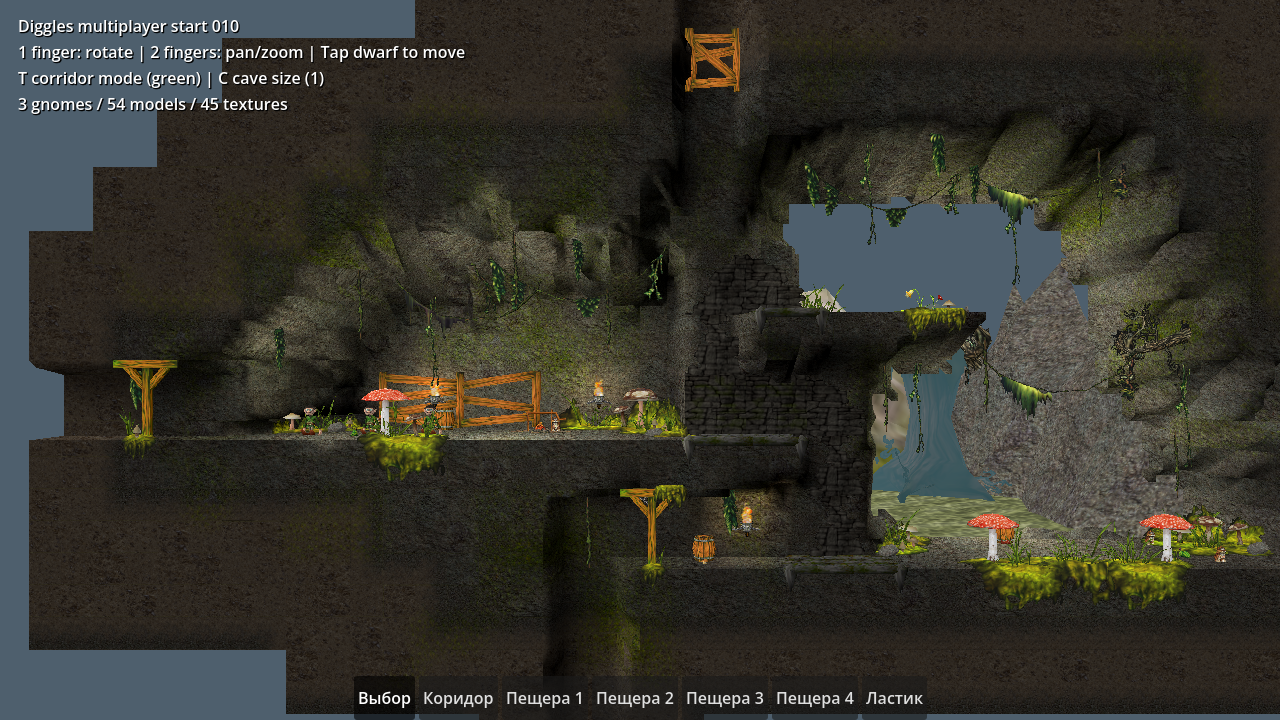 Diggles multiplayer start 010
1 finger: rotate | 2 fingers: pan/zoom | Tap dwarf to move
T corridor mode (green) | C cave size (1)
3 gnomes / 54 models / 45 textures
Выбор Коридор Пещера 1 Пещера 2 Пещера 3 Пещера 4 Ластик